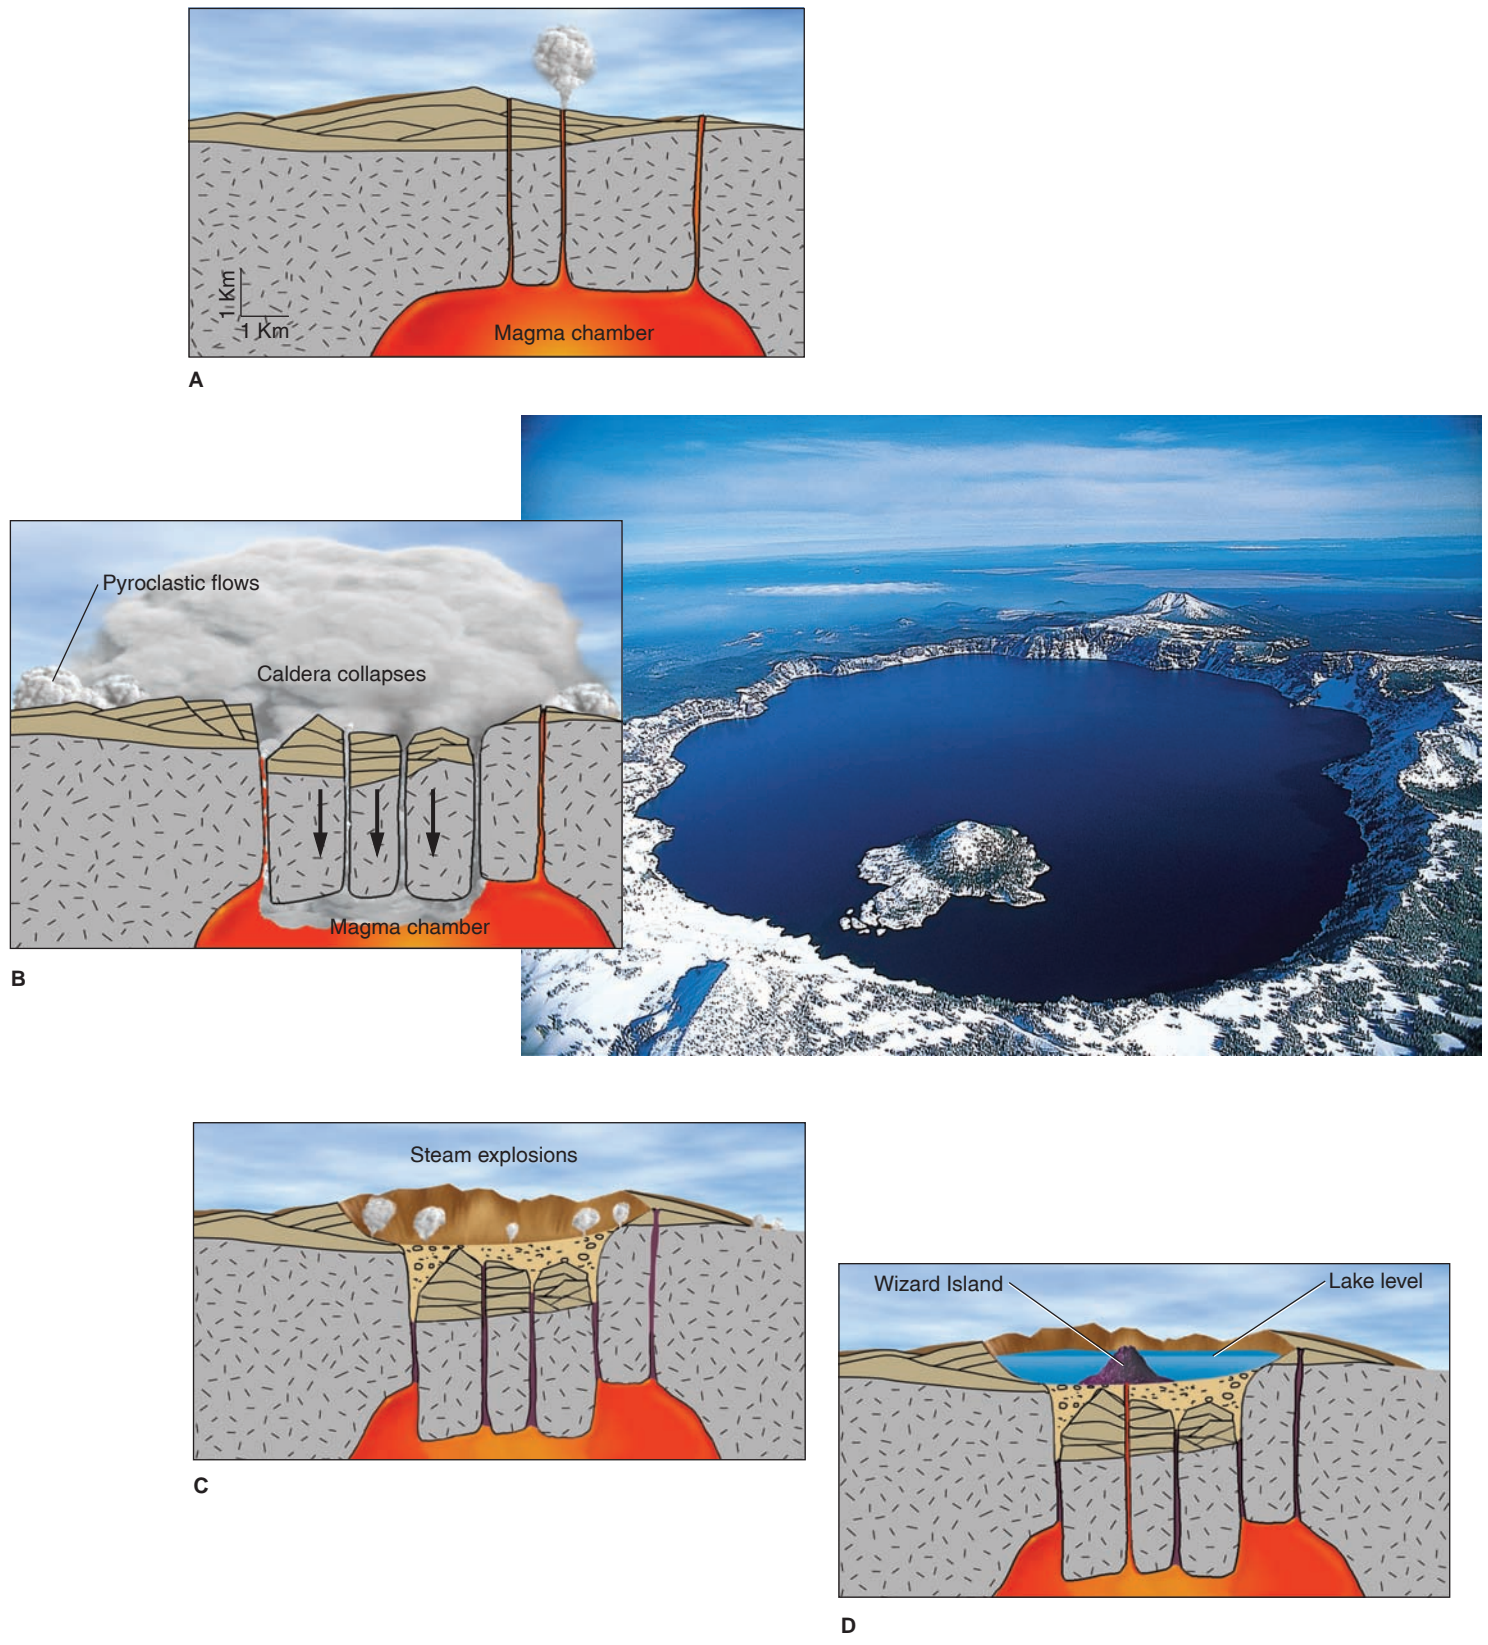 1 Km
1 Km
Magma chamber
A
Pyroclastic flows
Caldera collapses
Magma chamber
B
Steam explosions
C
Wizard Island
Lake level
D